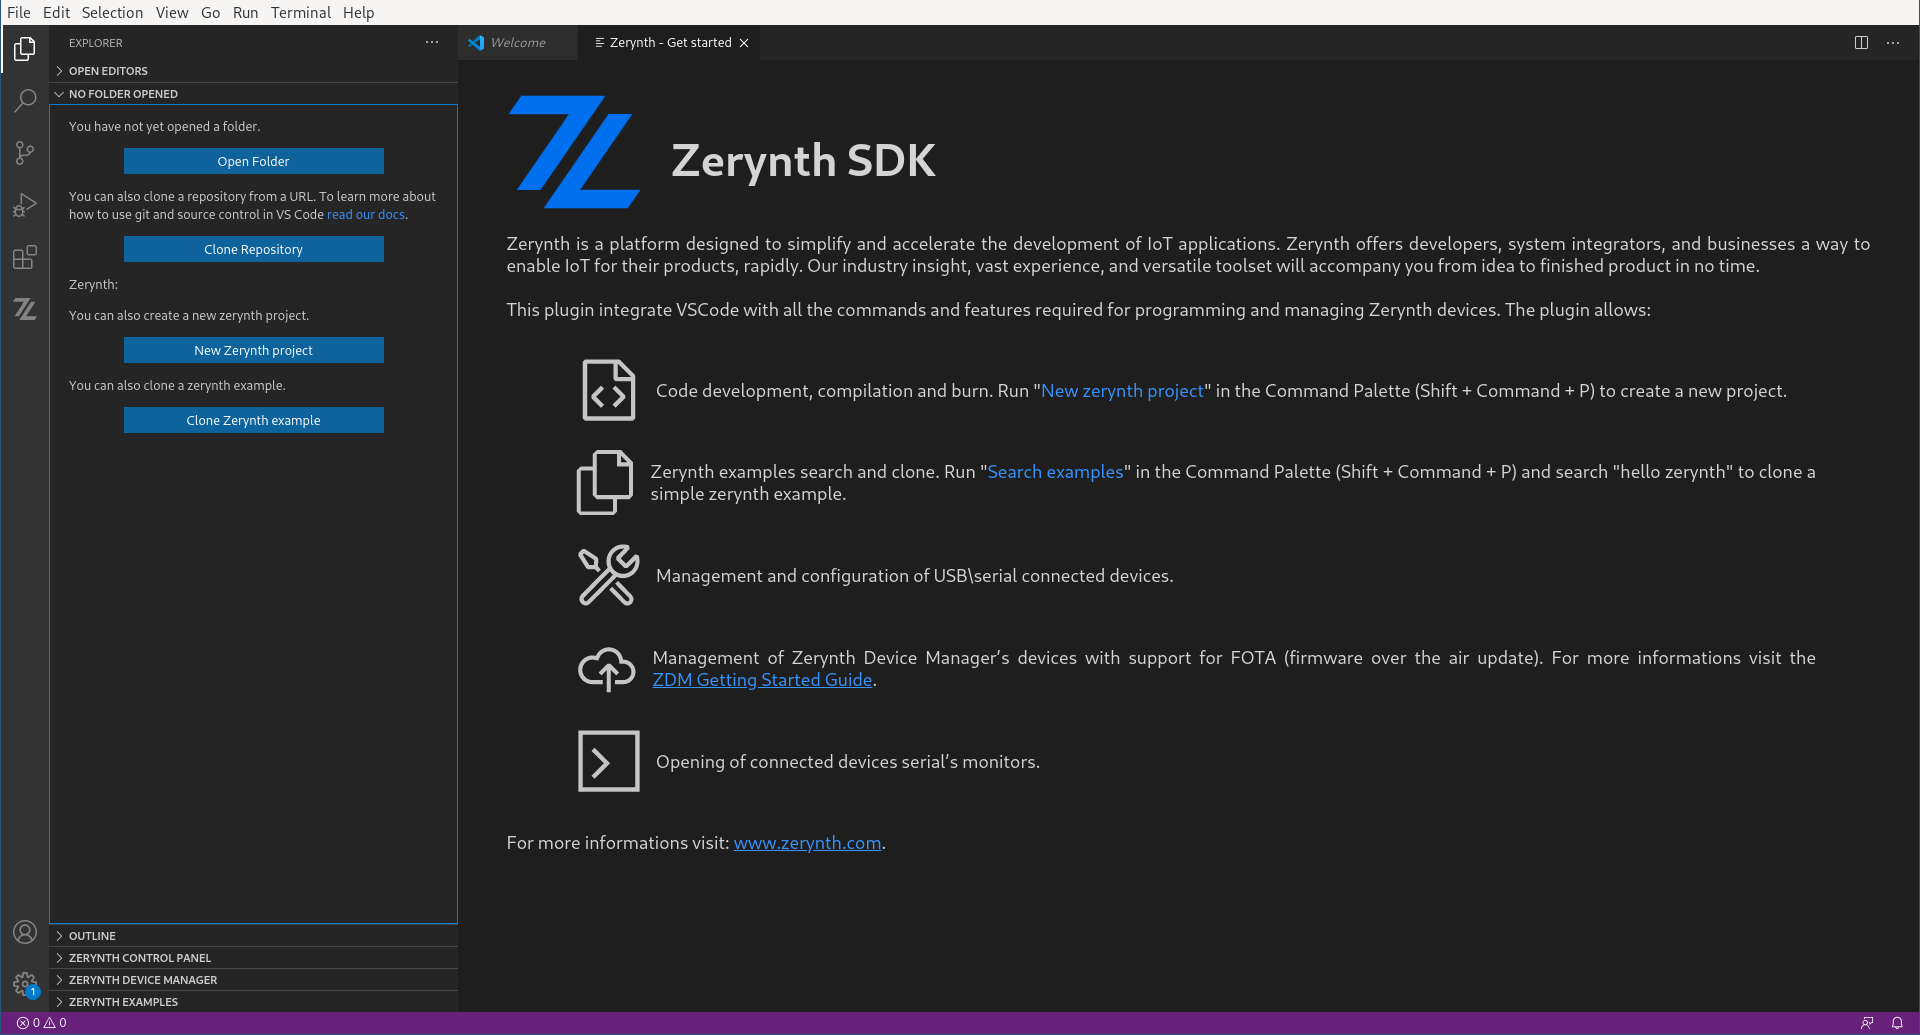 File Edit Selection View Go Run Terminal Help
EXPLORER
OPEN EDITORS
NO FOLDER OPENED
You have not yet opened a folder.
Open Folder
You can also clone a repository from a URL. To learn more about
how to use git and source control in VS Code read our docs.
Clone Repository
Zerynth:
You can also create a new zerynth project.
New Zerynth project
You can also clone a zerynth example.
Clone Zerynth example
OUTLINE
ZERYNTH CONTROL PANEL
ZERYNTH DEVICE MANAGER
ZERYNTH EXAMPLES
1
0 0
Welcome
Zerynth - Get started
Zerynth SDK
Zerynth is a platform designed to simplify and accelerate the development of IoT applications. Zerynth offers developers, system integrators, and businesses a way to
enable IoT for their products, rapidly. Our industry insight, vast experience, and versatile toolset will accompany you from idea to finished product in no time.
This plugin integrate VSCode with all the commands and features required for programming and managing Zerynth devices. The plugin allows:
Code development, compilation and burn. Run "New zerynth project" in the Command Palette (Shift + Command + P) to create a new project.
Zerynth examples search and clone. Run "Search examples" in the Command Palette (Shift + Command + P) and search "hello zerynth" to clone a
simple zerynth example.
Management and configuration of USB\serial connected devices.
Management of Zerynth Device Manager’s devices with support for FOTA (firmware over the air update). For more informations visit the
ZDM Getting Started Guide.
Opening of connected devices serial’s monitors.
For more informations visit: www.zerynth.com.